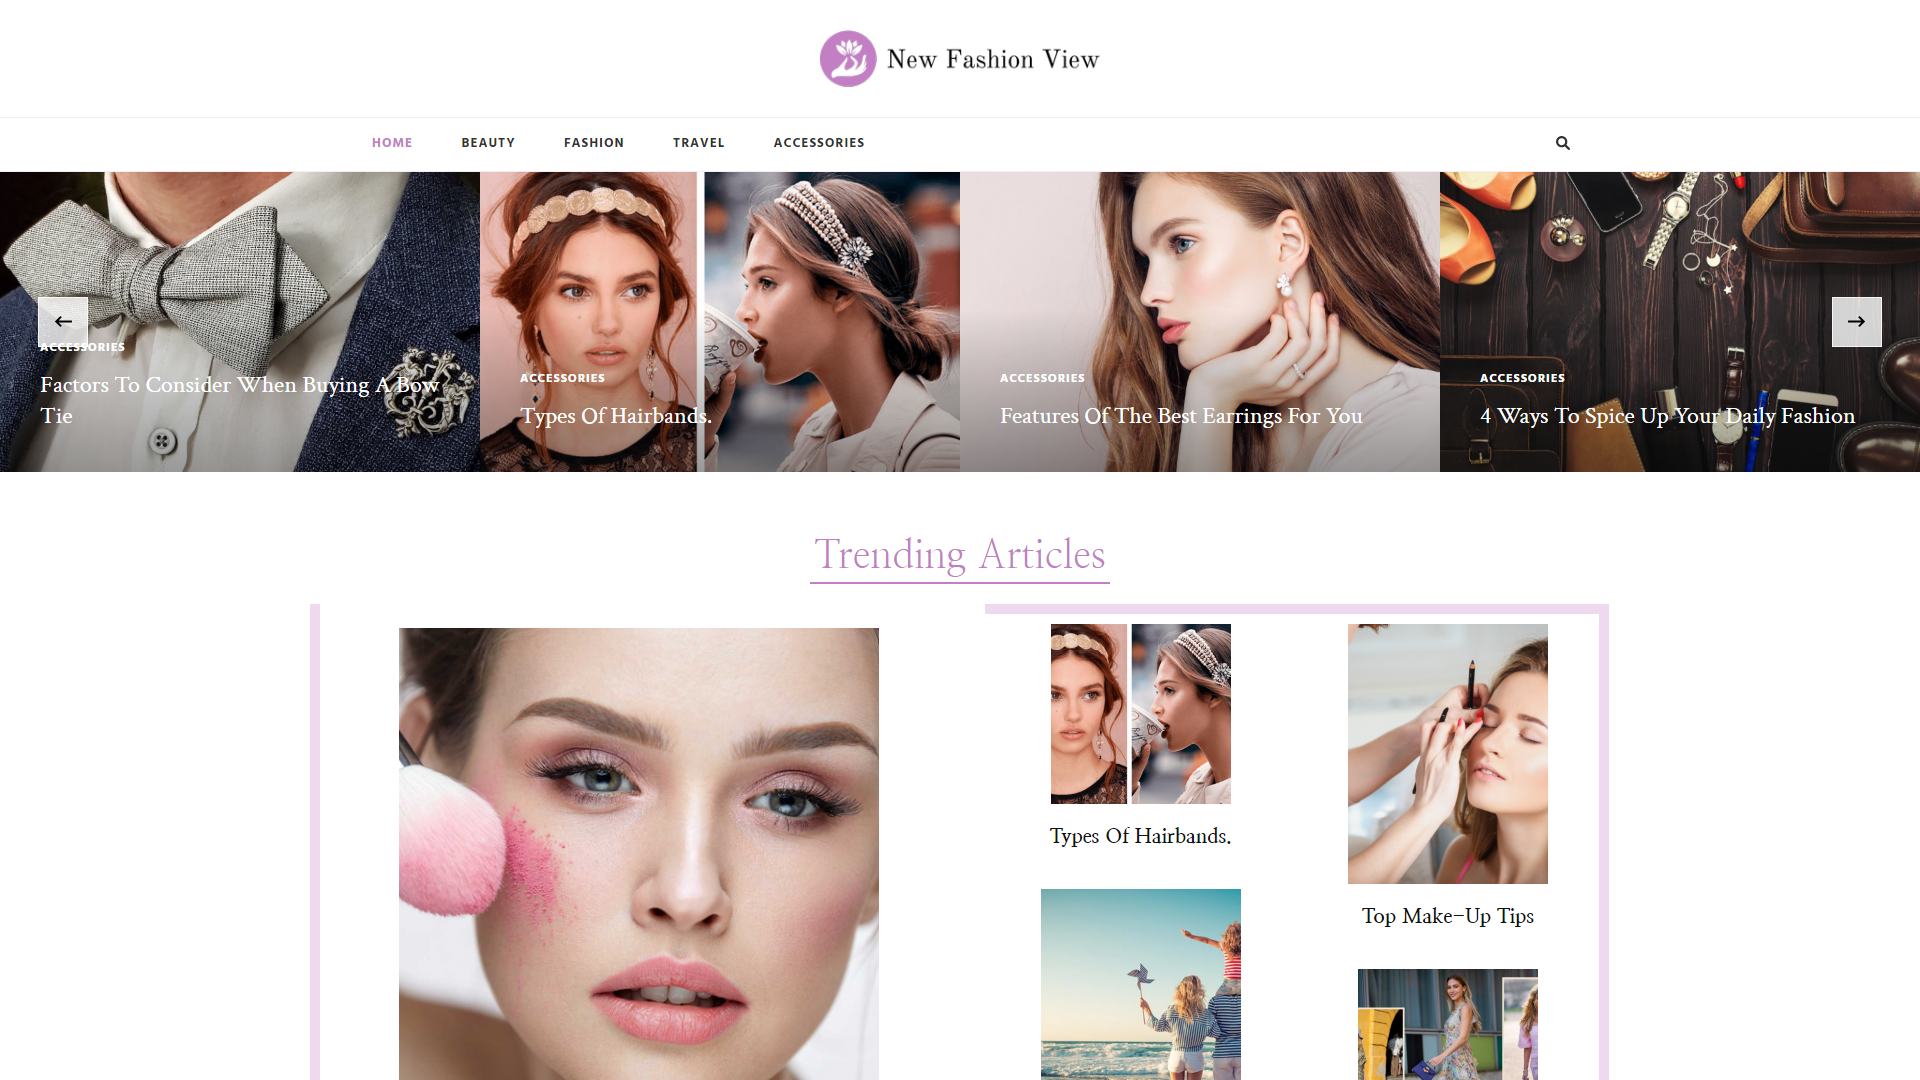 New Fashion View
HOME BEAUTY FASHION TRAVEL ACCESSORIES
ACCESSORIES
Factors To Consider When Buying A Bow
Tie
ACCESSORIES
Types Of Hairbands.
ACCESSORIES
Features Of The Best Earrings For You
ACCESSORIES
4 Ways To Spice Up Your Daily Fashion
Trending Articles
Types Of Hairbands.
Top Make-Up Tips